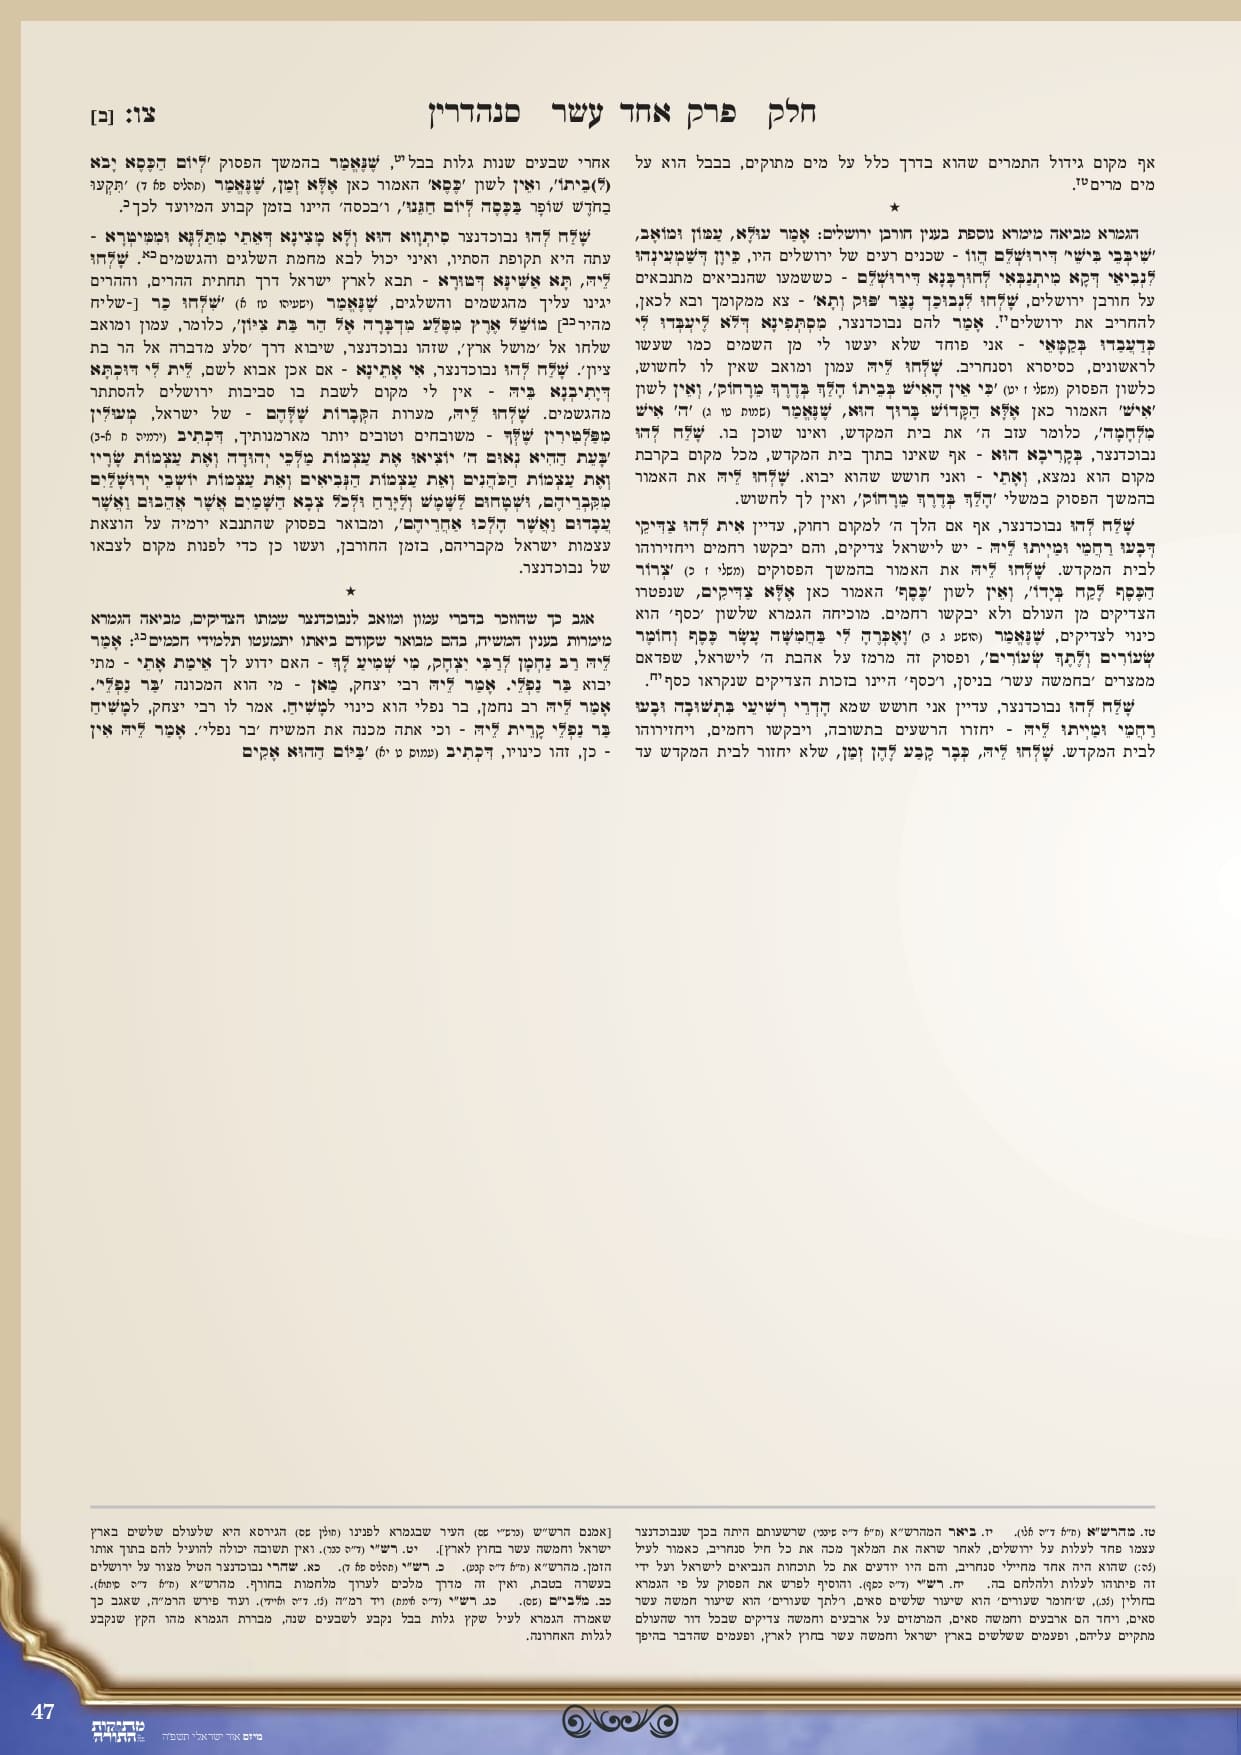 חלק פרק אחד עשר סנהדרין
צו: [ב]
אף מקום גידול התמרים שהוא בדרך כלל על מים מתוקים, בבבל הוא על
מים מריםטז.
★
הגמרא מביאה מימרא נוספת בענין חורבן ירושלים: אָמַר עוּלָּא, עַמּוֹן וּמוֹאָב,
'שִׁיבְבֵי בִּישֵׁי' דִּירוּשְׁלֵם הֲווֹ - שכנים רעים של ירושלים היו, כֵּיוָן דְּשַׁמְעִינְהוּ
לִנְבִיאֵי דְּקָא מִיתְנַבְּאֵי לְחוּרְבָּנָא דִּירוּשְׁלֵם - כששמעו שהנביאים מתנבאים
על חורבן ירושלים, שָׁלְחוּ לִנְבוּכַד נֶצַּר 'פּוּק וְתָא' - צא ממקומך ובא לכאן,
להחריב את ירושליםיז. אָמַר להם נבוכדנצר, מִסְתְּפֵינָא דְּלָא לֶיעְבְּדוּ לִי
כְּדַעֲבַדוּ בְּקַמָּאֵי - אני פוחד שלא יעשו לי מן השמים כמו שעשו
לראשונים, כסיסרא וסנחריב. שָׁלְחוּ לֵיהּ עמון ומואב שאין לו לחשוש,
כלשון הפסוק (משלי ז יט) 'כִּי אֵין הָאִישׁ בְּבֵיתוֹ הָלַךְ בְּדֶרֶךְ מֵרָחוֹק', וְאֵין לשון
'אִישׁ' האמור כאן אֶלָּא הַקָּדוֹשׁ בָּרוּךְ הוּא, שֶׁנֶּאֱמַר (שמות טו ג) 'ה' אִישׁ
מִלְחָמָה', כלומר עזב ה' את בית המקדש, ואינו שוכן בו. שָׁלַח לְהוּ
נבוכדנצר, בְּקָרִיבָא הוּא - אף שאינו בתוך בית המקדש, מכל מקום בקרבת
מקום הוא נמצא, וְאָתֵי - ואני חושש שהוא יבוא. שָׁלְחוּ לֵיהּ את האמור
בהמשך הפסוק במשלי 'הָלַךְ בְּדֶרֶךְ מֵרָחוֹק', ואין לך לחשוש.
שָׁלַח לְהוּ נבוכדנצר, אף אם הלך ה' למקום רחוק, עדיין אִית לְהוּ צַדִּיקֵי
דְּבָעוּ רַחֲמֵי וּמַיְיתוּ לֵיהּ - יש לישראל צדיקים, והם יבקשו רחמים ויחזירוהו
לבית המקדש. שָׁלְחוּ לֵיהּ את האמור בהמשך הפסוקים (משלי ז כ) 'צְרוֹר
הַכֶּסֶף לָקַח בְּיָדוֹ', וְאֵין לשון 'כֶּסֶף' האמור כאן אֶלָּא צַדִּיקִים, שנפטרו
הצדיקים מן העולם ולא יבקשו רחמים. מוכיחה הגמרא שלשון 'כסף' הוא
כינוי לצדיקים, שֶׁנֶּאֱמַר (הושע ג ב) 'וָאֶכְּרֶהָ לִּי בַּחֲמִשָּׁה עָשָׂר כָּסֶף וְחוֹמֶר
שְׂעוֹרִים וְלֶתֶךְ שְׂעוֹרִים', ופסוק זה מרמז על אהבת ה' לישראל, שפדאם
ממצרים 'בחמשה עשר' בניסן, ו'כסף' היינו בזכות הצדיקים שנקראו כסףיח.
שָׁלַח לְהוּ נבוכדנצר, עדיין אני חושש שמא הָדְרֵי רְשִׁיעֵי בִּתְשׁוּבָה וּבָעוּ
רַחֲמֵי וּמַיְיתוּ לֵיהּ - יחזרו הרשעים בתשובה, ויבקשו רחמים, ויחזירוהו
לבית המקדש. שָׁלְחוּ לֵיהּ, כְּבָר קָבַע לָהֶן זְמַן, שלא יחזור לבית המקדש עד
אחרי שבעים שנות גלות בבליט, שֶׁנֶּאֱמַר בהמשך הפסוק 'לְיוֹם הַכֶּסֶא יָבֹא
(לְ)בֵיתוֹ', ואֵין לשון 'כֶּסֶא' האמור כאן אֶלָּא זְמַן, שֶׁנֶּאֱמַר (תהלים פא ד) 'תִּקְעוּ
בַחֹדֶשׁ שׁוֹפָר בַּכֶּסֶה לְיוֹם חַגֵּנוּ', ו'בכסה' היינו בזמן קבוע המיועד לכךכ.
שָׁלַח לְהוּ נבוכדנצר סִיתְוָוא הוּא וְלָא מָצֵינָא דְּאֵתֵי מִתַּלְגָּא וּמִמִּיטְרָא -
עתה היא תקופת הסתיו, ואיני יכול לבא מחמת השלגים והגשמיםכא. שָׁלְחוּ
לֵיהּ, תָּא אַשִּׁינָּא דְּטוּרָא - תבא לארץ ישראל דרך תחתית ההרים, וההרים
יגינו עליך מהגשמים והשלגים, שֶׁנֶּאֱמַר (ישעיהו טז א) 'שִׁלְחוּ כַר [-שליח
מהירכב] מוֹשֵׁל אֶרֶץ מִסֶּלַע מִדְבָּרָה אֶל הַר בַּת צִיּוֹן', כלומר, עמון ומואב
שלחו אל 'מושל ארץ', שזהו נבוכדנצר, שיבוא דרך 'סלע מדברה אל הר בת
ציון'. שָׁלַח לְהוּ נבוכדנצר, אִי אָתֵינָא - אם אכן אבוא לשם, לֵית לִי דּוּכְתָּא
דְּיָתֵיבְנָא בֵּיהּ - אין לי מקום לשבת בו סביבות ירושלים להסתתר
מהגשמים. שָׁלְחוּ לֵיהּ, מערות הקְּבָרוֹת שֶׁלָּהֶם - של ישראל, מְעוּלִּין
מִפַּלְטֵירִין שֶׁלְּךָ - משובחים וטובים יותר מארמנותיך, דִּכְתִיב (ירמיה ח א-ב)
'בָּעֵת הַהִיא נְאוּם ה' יוֹצִיאוּ אֶת עַצְמוֹת מַלְכֵי יְהוּדָה וְאֶת עַצְמוֹת שָׂרָיו
וְאֶת עַצְמוֹת הַכֹּהֲנִים וְאֵת עַצְמוֹת הַנְּבִיאִים וְאֵת עַצְמוֹת יוֹשְׁבֵי יְרוּשָׁלָיִם
מִקִּבְרֵיהֶם, וּשְׁטָחוּם לַשֶּׁמֶשׁ וְלַיָּרֵחַ וּלְכֹל צְבָא הַשָּׁמַיִם אֲשֶׁר אֲהֵבוּם וַאֲשֶׁר
עֲבָדוּם וַאֲשֶׁר הָלְכוּ אַחֲרֵיהֶם', ומבואר בפסוק שהתנבא ירמיה על הוצאת
עצמות ישראל מקבריהם, בזמן החורבן, ועשו כן כדי לפנות מקום לצבאו
של נבוכדנצר.
★
אגב כך שהוזכר בדברי עמון ומואב לנבוכדנצר שמתו הצדיקים, מביאה הגמרא
מימרות בענין המשיח, בהם מבואר שקודם ביאתו יתמעטו תלמידי חכמיםכג: אֲמַר
לֵיהּ רַב נַחְמָן לְרַבִּי יִצְחָק, מִי שְׁמִיעַ לָךְ - האם ידוע לך אֵימַת אָתֵי - מתי
יבוא בַּר נַפְלֵי. אֲמַר לֵיהּ רבי יצחק, מַאן - מי הוא המכונה 'בַּר נַפְלֵי'.
אֲמַר לֵיהּ רב נחמן, בר נפלי הוא כינוי למָשִׁיחַ. אמר לו רבי יצחק, למָשִׁיחַ
בַּר נַפְלֵי קָרֵית לֵיהּ - וכי אתה מכנה את המשיח 'בר נפלי'. אֲמַר לֵיהּ אִין
- כן, זהו כינויו, דִּכְתִיב (עמוס ט יא) 'בַּיּוֹם הַהוּא אָקִים
טז. מהרש"א (ח"א ד"ה אלו). יז. ביאר המהרש"א (ח"א ד"ה שיבבי) שרשעותם היתה בכך שנבוכדנצר
עצמו פחד לעלות על ירושלים, לאחר שראה את המלאך מכה את כל חיל סנחריב, כאמור לעיל
(צה:) שהוא היה אחד מחיילי סנחריב, והם היו יודעים את כל תוכחות הנביאים לישראל ועל ידי
זה פיתוהו לעלות ולהלחם בה. יח. רש"י (ד"ה כסף). והוסיף לפרש את הפסוק על פי הגמרא
בחולין (צב.), ש'חומר שעורים' הוא שיעור שלשים סאים, ו'לתך שעורים' הוא שיעור חמשה עשר
סאים, ויחד הם ארבעים וחמשה סאים, המרמזים על ארבעים וחמשה צדיקים שבכל דור שהעולם
מתקיים עליהם, ופעמים ששלשים בארץ ישראל וחמשה עשר בחוץ לארץ, ופעמים שהדבר בהיפך
[אמנם הרש"ש (ברש"י שם) העיר שבגמרא לפנינו (חולין שם) הגירסא היא שלעולם שלשים בארץ
ישראל וחמשה עשר בחוץ לארץ]. יט. רש"י (ד"ה כבר). ואין תשובה יכולה להועיל להם בתוך אותו
הזמן. מהרש"א (ח"א ד"ה קבע). כ. רש"י (תהלים פא ד). כא. שהרי נבוכדנצר הטיל מצור על ירושלים
בעשרה בטבת, ואין זה מדרך מלכים לערוך מלחמות בחורף. מהרש"א (ח"א ד"ה סיתוא).
כב. מלבי"ם (שם). כג. רש"י (ד"ה אימת) ויד רמ"ה (צז. ד"ה ואיידי). ועוד פירש הרמ"ה, שאגב כך
שאמרה הגמרא לעיל שקץ גלות בבל נקבע לשבעים שנה, מבררת הגמרא מהו הקץ שנקבע
לגלות האחרונה.
47
מתיקות
התורה
מיזם אור ישראלי תשפ"ה